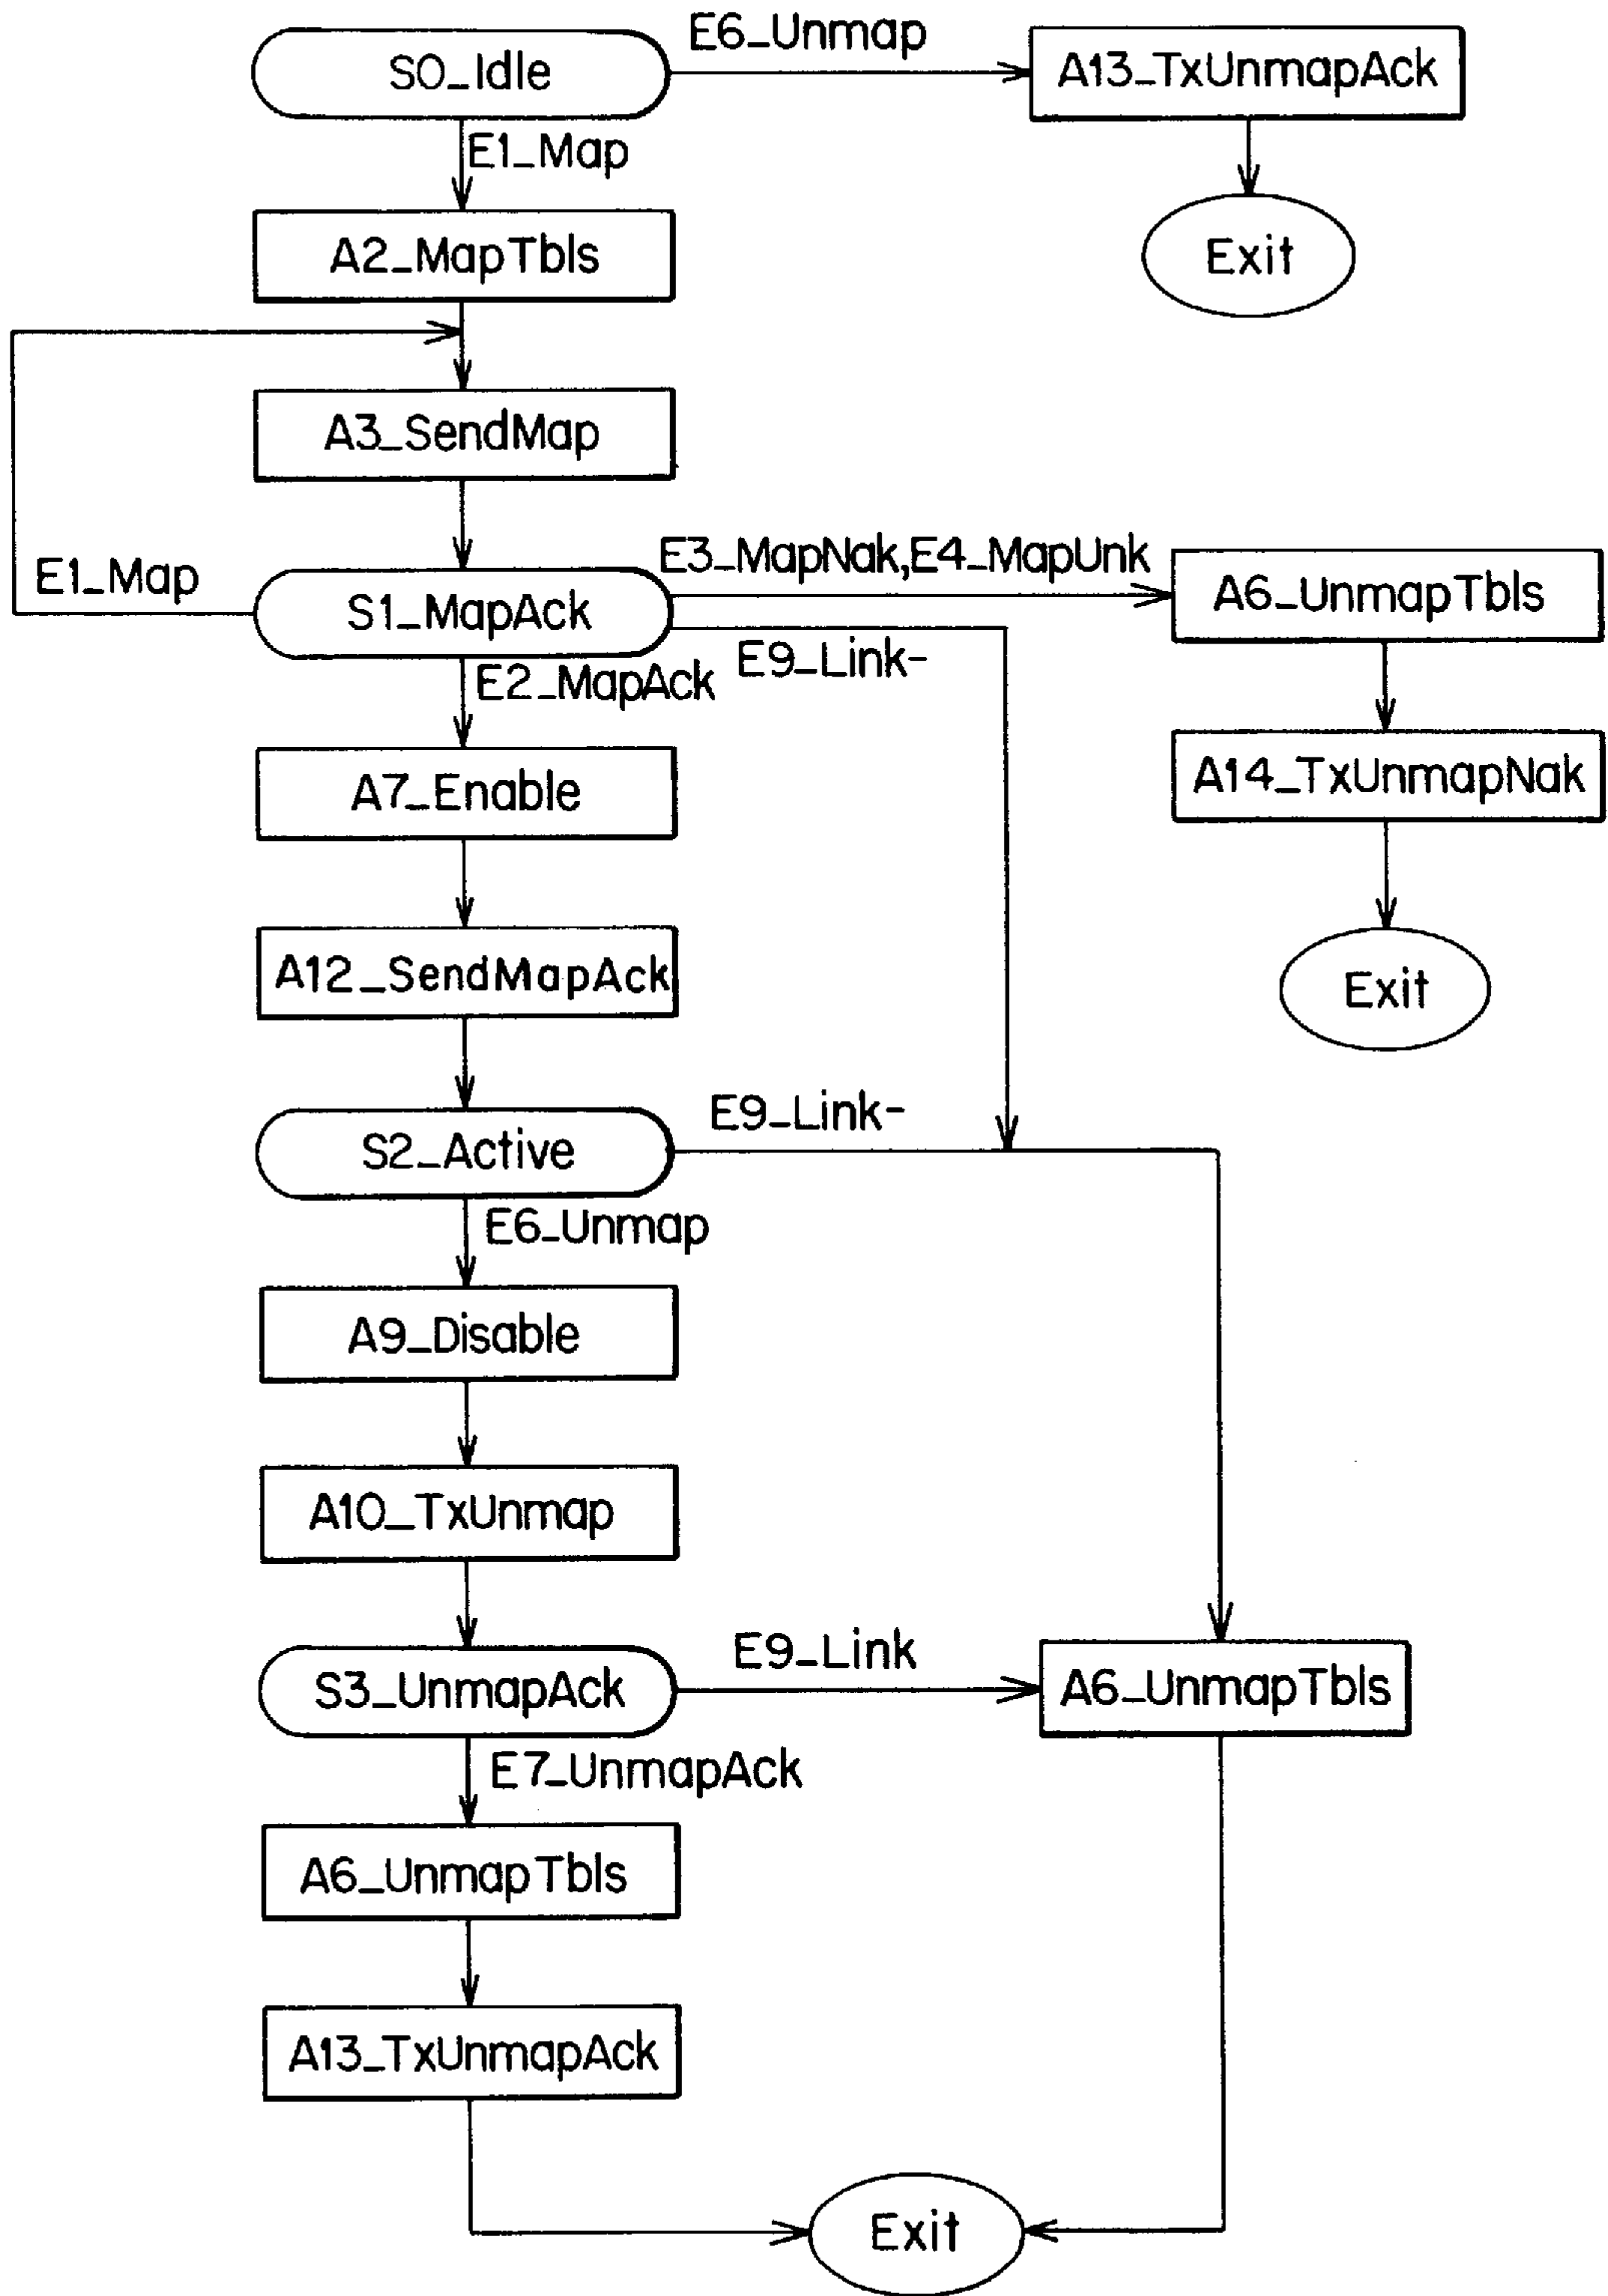 S0_Idle
E6_Unmap
A13_TxUnmapAck
E1_Map
A2_MapTbls
Exit
A3_SendMap
E1_Map
S1_MapAck
E3_MapNak,E4_MapUnk
A6_UnmapTbls
E9_Link-
E2_MapAck
A7_Enable
A14_TxUnmapNak
A12_SendMapAck
Exit
S2_Active
E9_Link-
E6_Unmap
A9_Disable
A10_TxUnmap
S3_UnmapAck
E9_Link
A6_UnmapTbls
E7_UnmapAck
A6_UnmapTbls
A13_TxUnmapAck
Exit